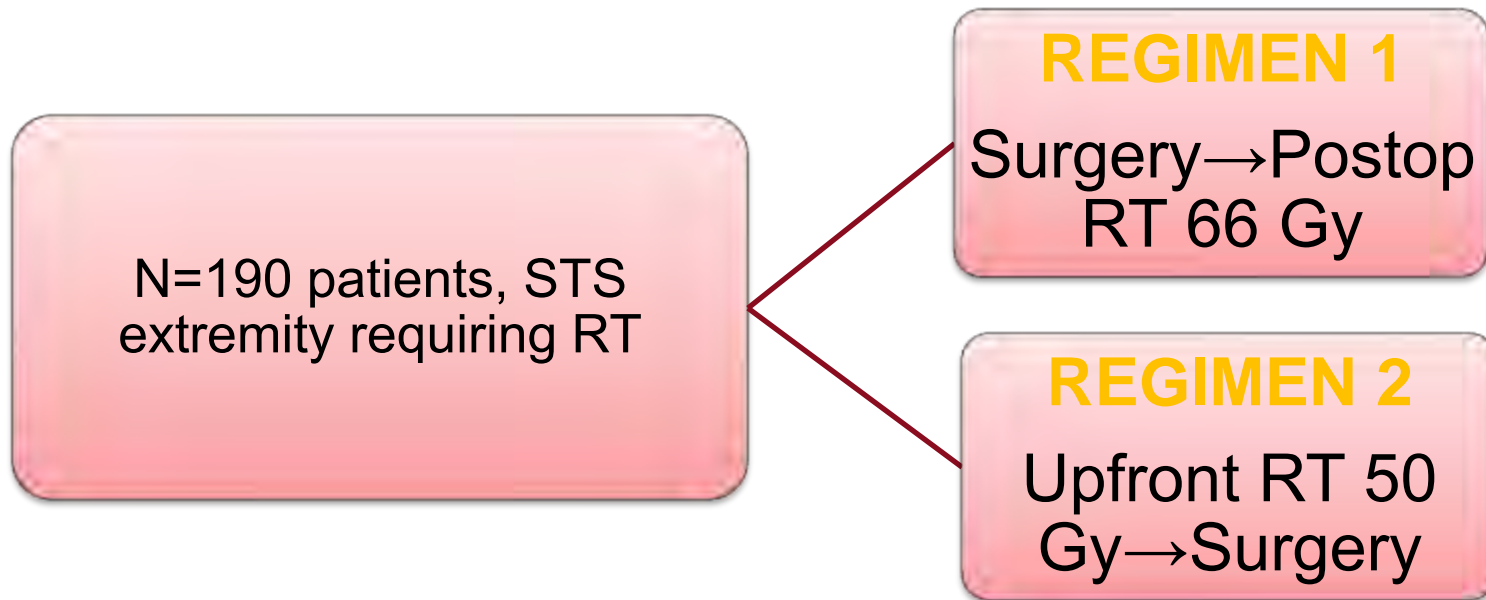 N=190 patients, STS
extremity requiring RT
REGIMEN 1
Surgery→Postop
RT 66 Gy
REGIMEN 2
Upfront RT 50
Gy→Surgery